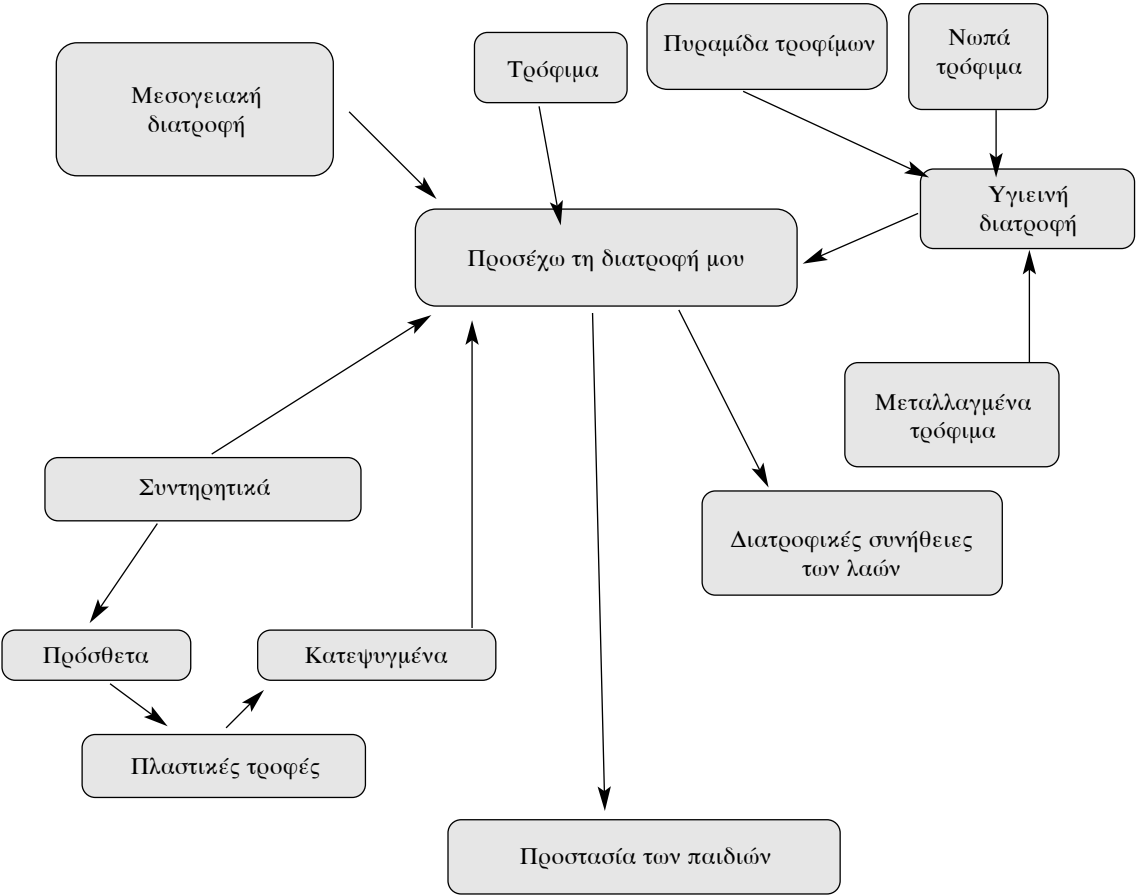 Μεσογειακή
διατροφή
Τρόφιμα
Πυραμίδα τροφίμων
Νωπά
τρόφιμα
Υγιεινή
διατροφή
Προσέχω τη διατροφή μου
Μεταλλαγμένα
τρόφιμα
Συντηρητικά
Διατροφικές συνήθειες
των λαών
Πρόσθετα
Κατεψυγμένα
Πλαστικές τροφές
Προστασία των παιδιών